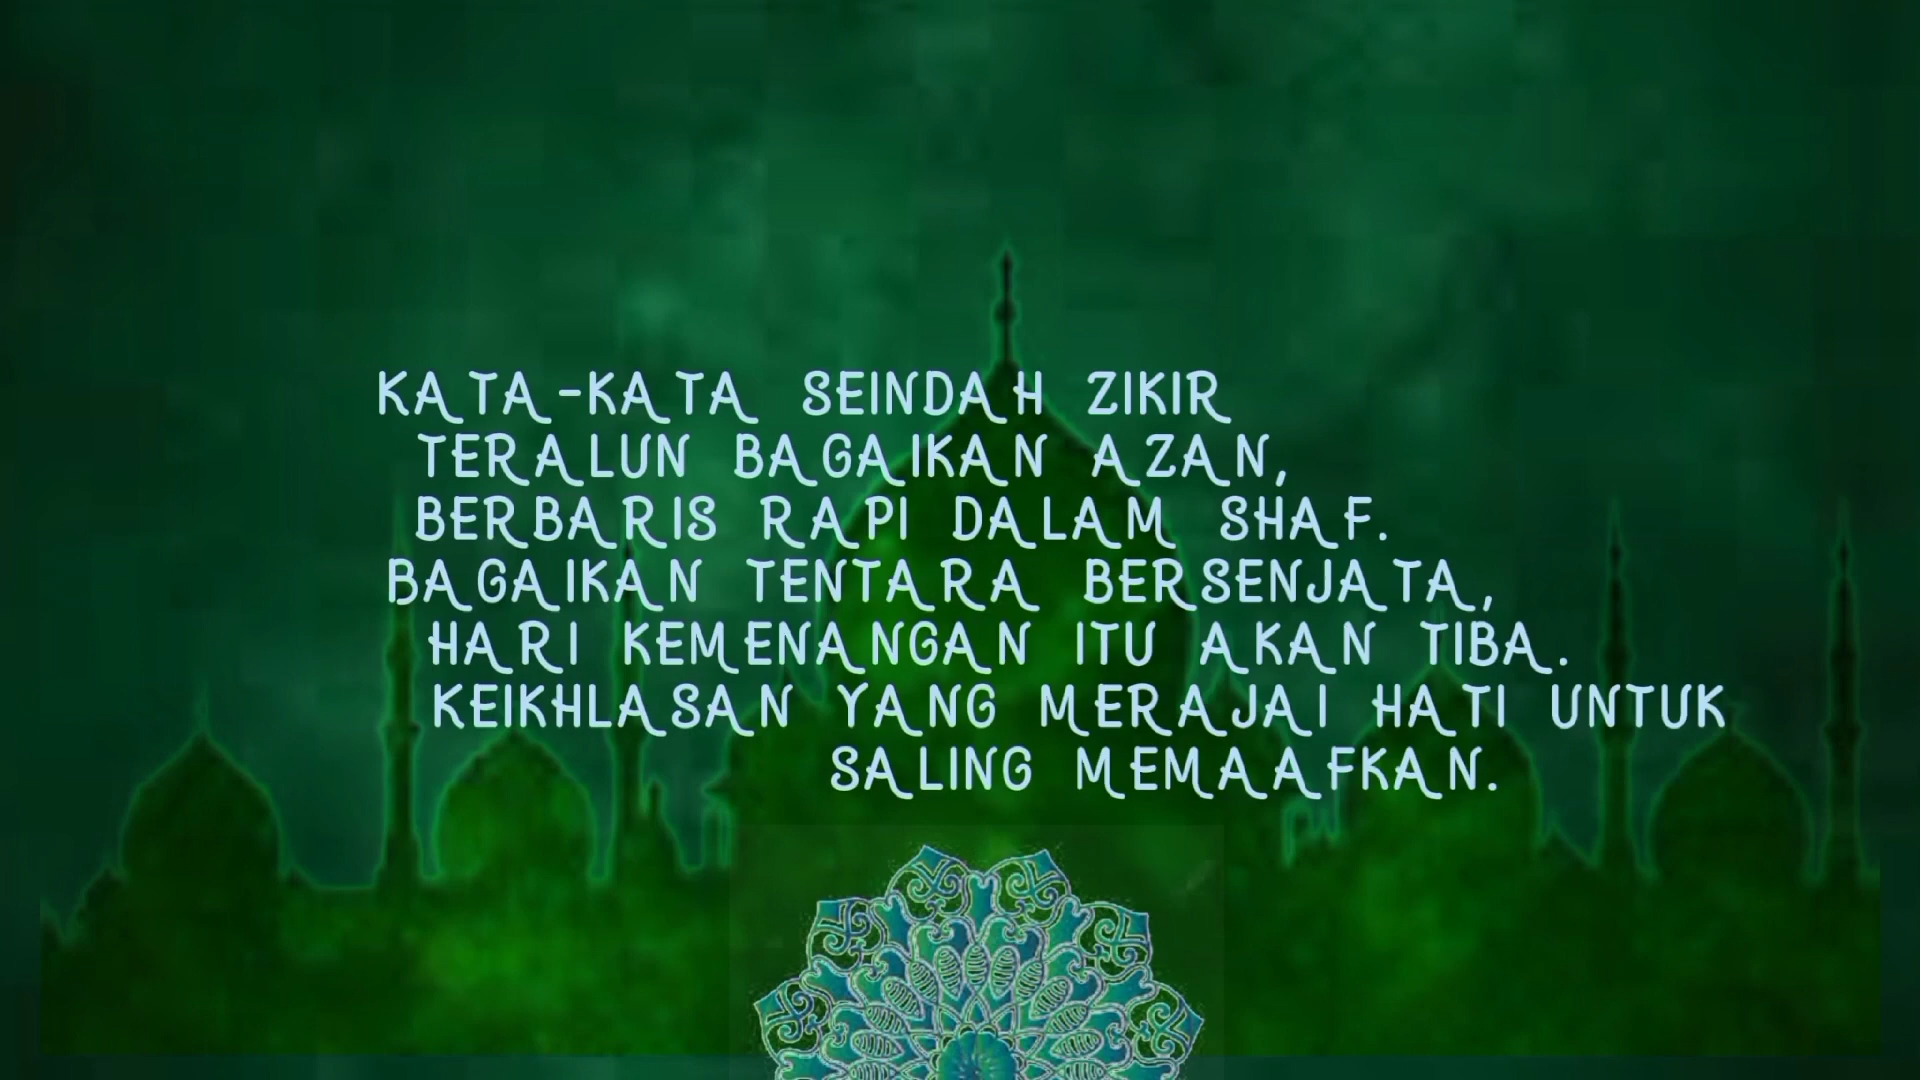 KATA-KATA SEINDAH ZIKIR
TERALUN BAGAIKAN AZAN,
BERBARIS RAPI DALAM SHAF.
BAGAIKAN TENTARA BERSENJATA,
HARI KEMENANGAN ITU AKAN TIBA.
KEIKHLASAN YANG MERAJAI HATI UNTUK
SALING MEMAAFKAN.